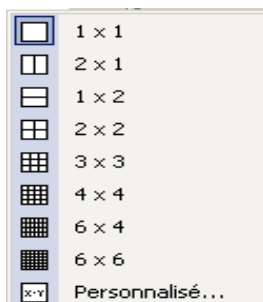 1 × 1
2 × 1
1 × 2
2 × 2
3 × 3
4 × 4
6 × 4
6 × 6
X-Y Personnalisé...